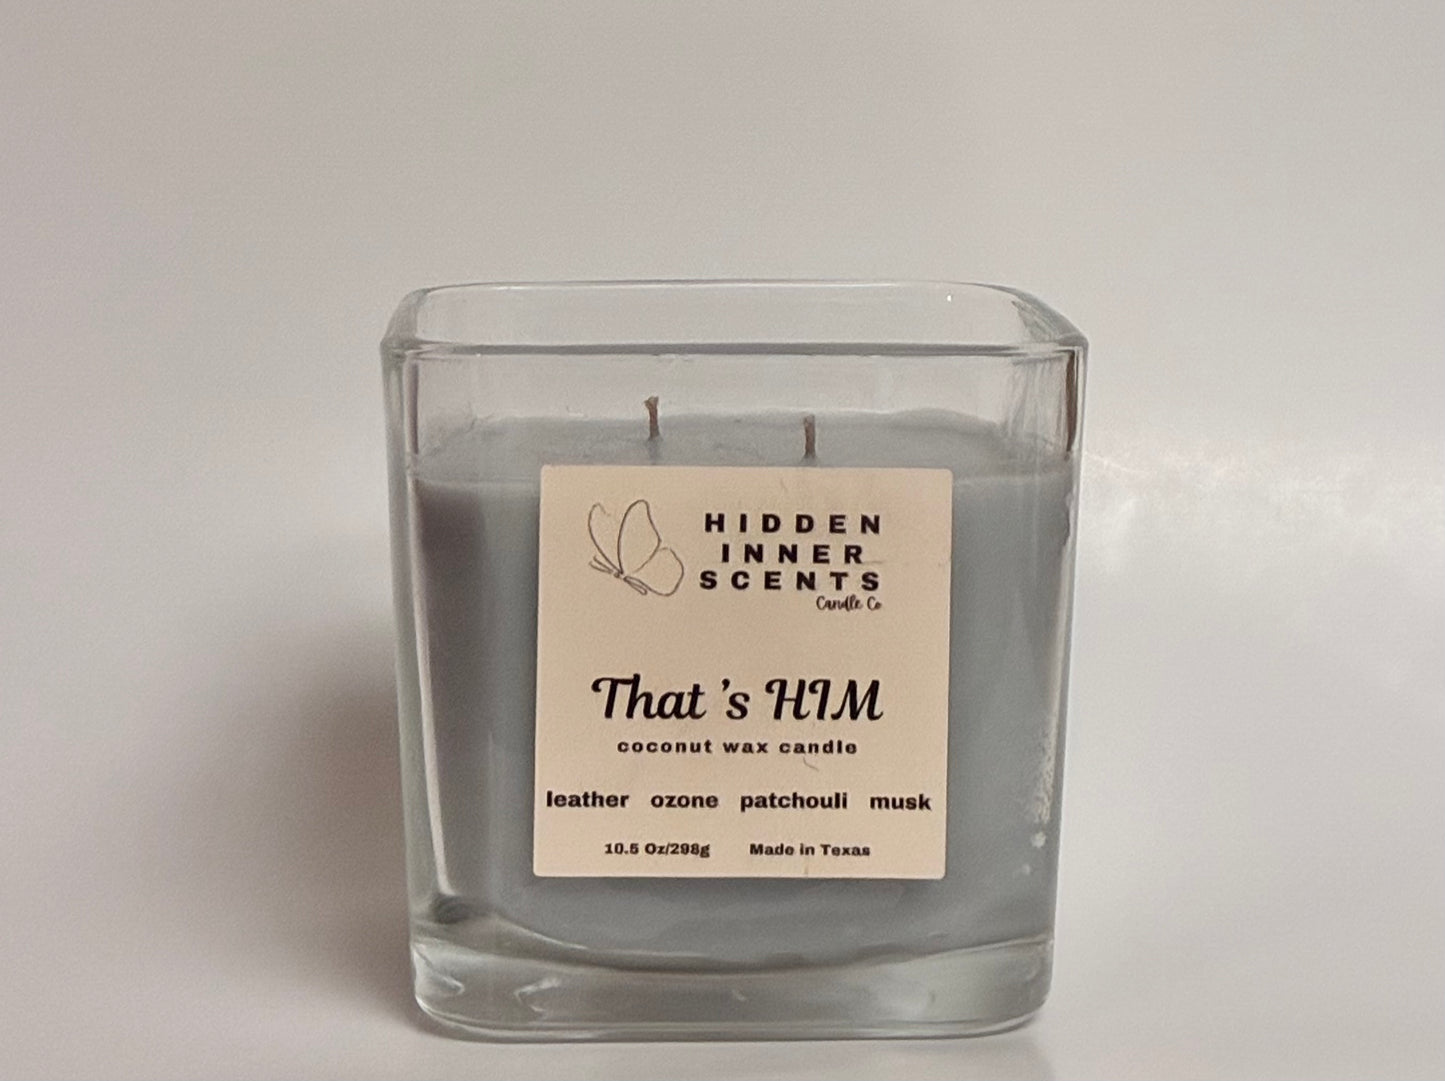 HIDDEN
INNER
SCENTS
Candle Co
That 's HIM
coconut wax candle
leather ozone patchouli musk
10.5 Oz/298g Made in Texas